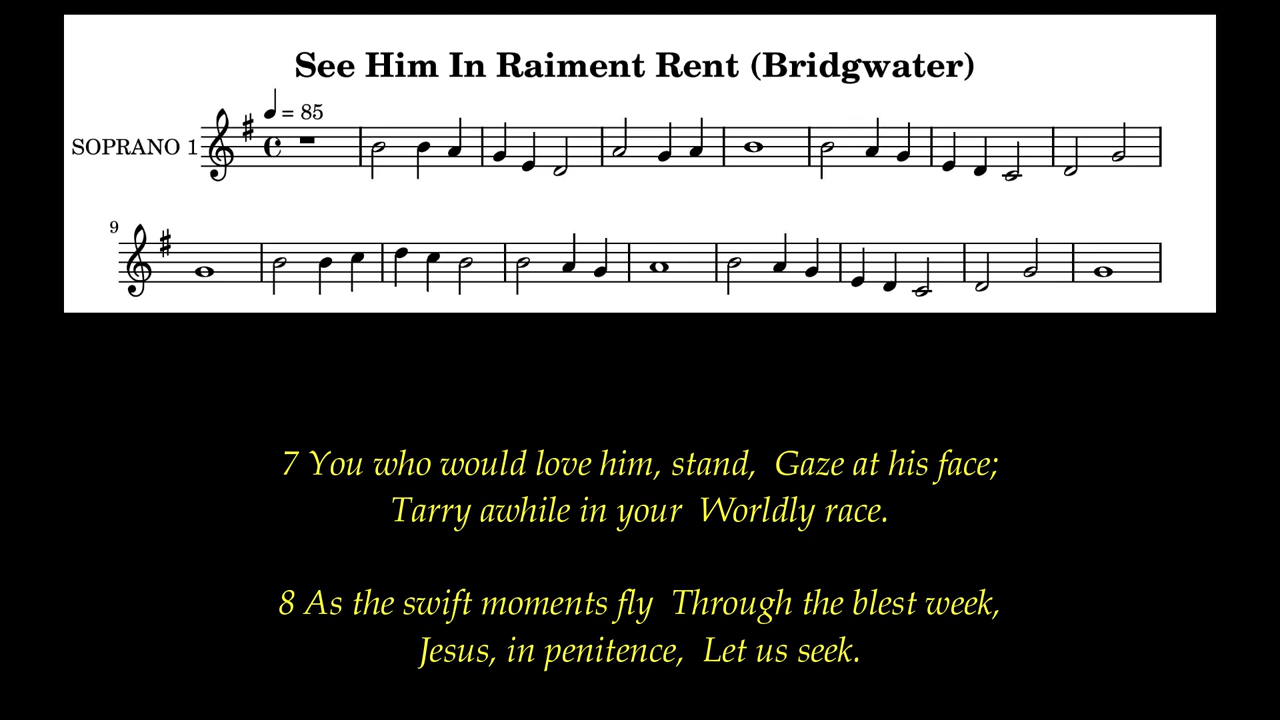 See Him In Raiment Rent (Bridgwater)
= 85
SOPRANO 1
9
7 You who would love him, stand, Gaze at his face;
Tarry awhile in your Worldly race.
8 As the swift moments fly Through the blest week,
Jesus, in penitence, Let us seek.